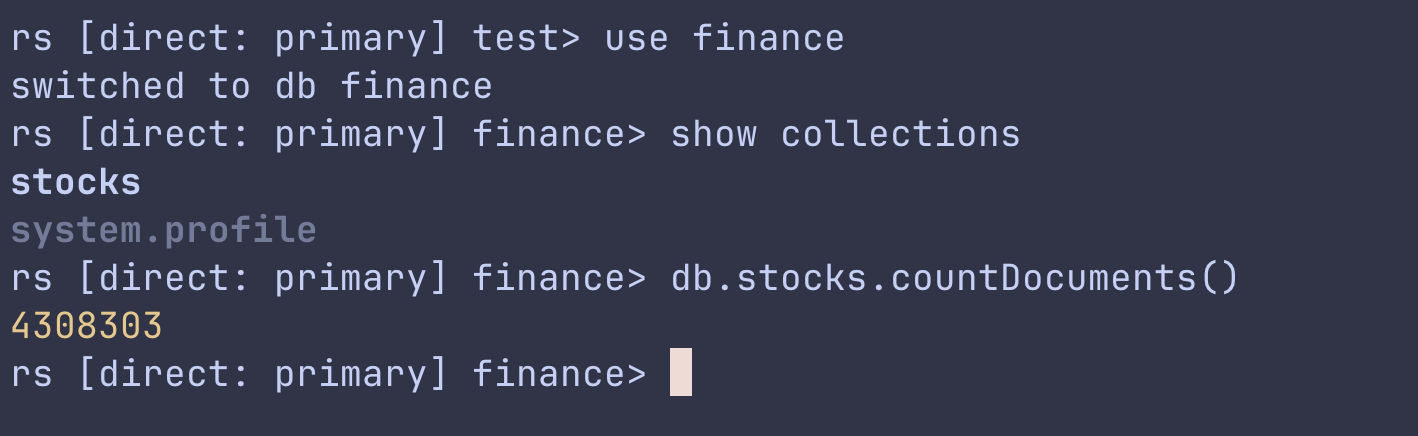 rs [direct: primary] test> use finance
switched to db finance
rs [direct: primary] finance> show collections
stocks
system.profile
rs [direct: primary] finance> db.stocks.countDocuments()
4308303
rs [direct: primary] finance>